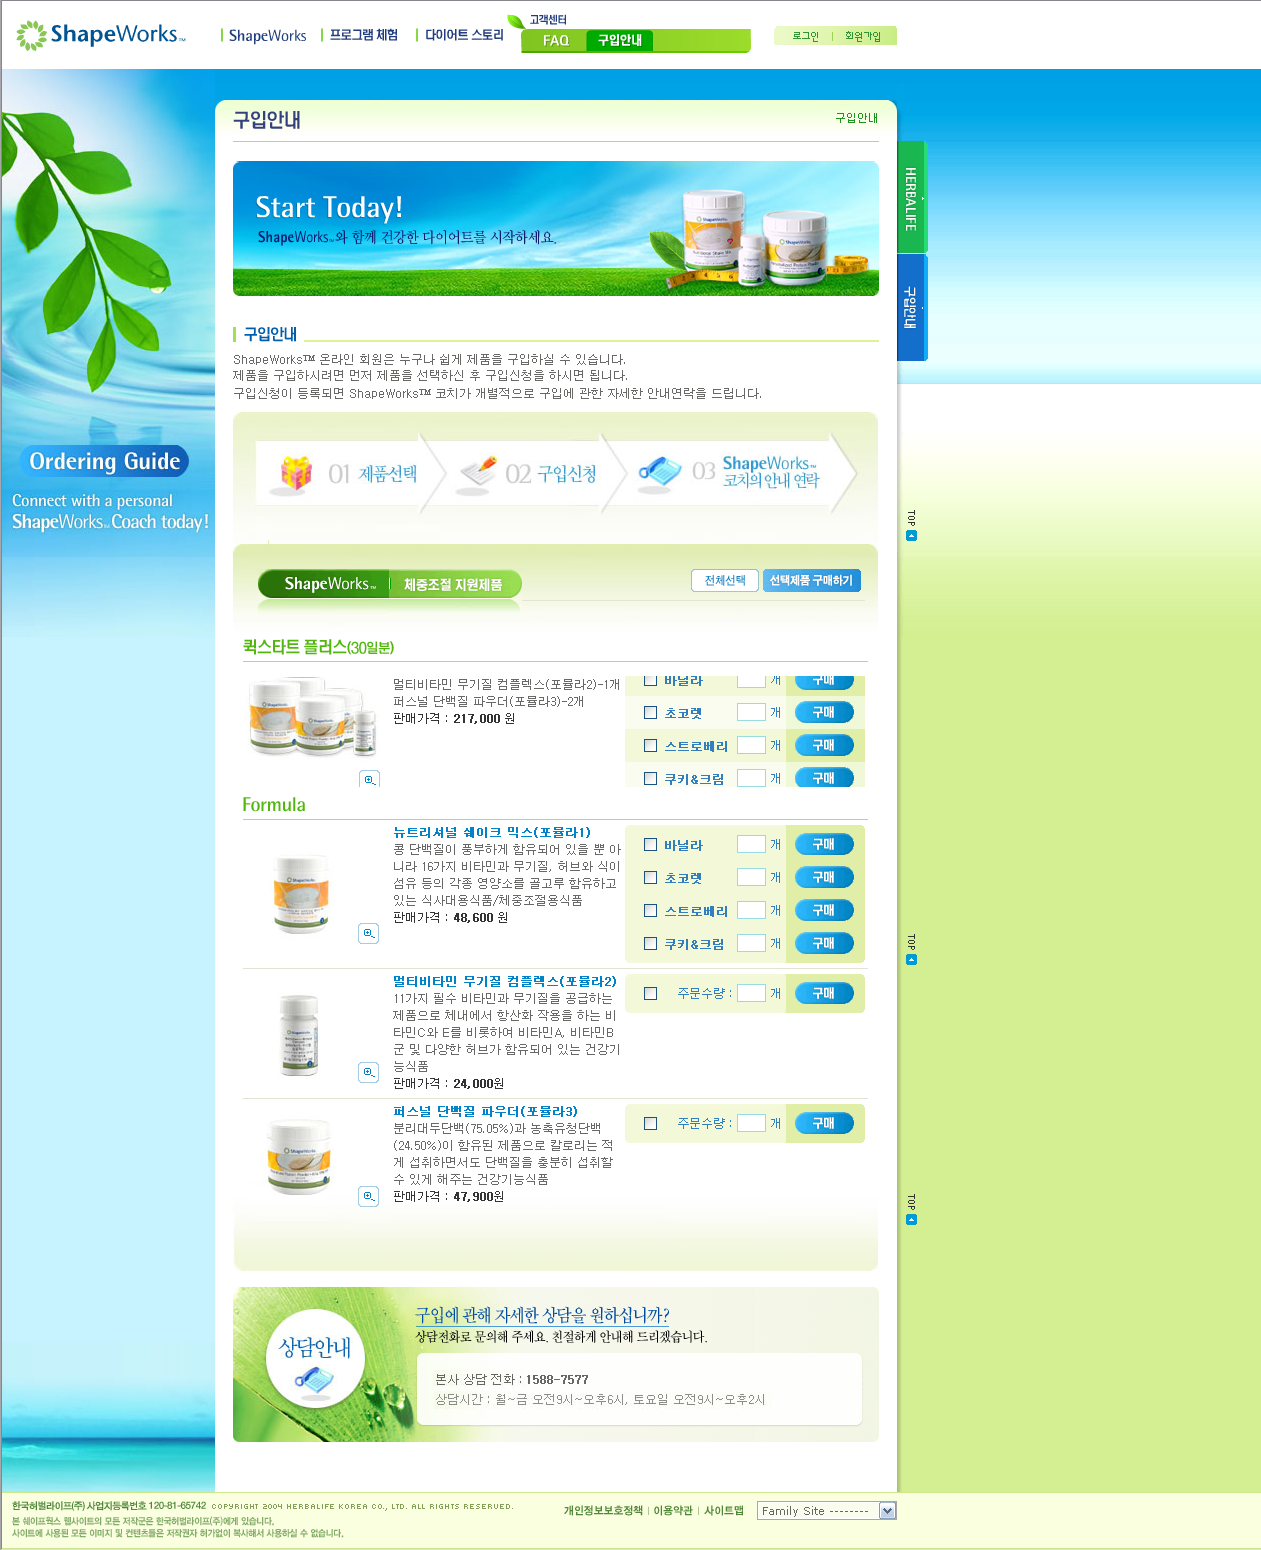 ShapeWorks™
ShapeWorks
프로그램 체험
다이어트 스토리
고객센터
FAQ
구입안내
로그인
회원가입
구입안내
구입안내
HERBALIFE
구입안내
Start Today!
ShapeWorks™와 함께 건강한 다이어트를 시작하세요.
구입안내
ShapeWorks™ 온라인 회원은 누구나 쉽게 제품을 구입하실 수 있습니다.
제품을 구입하시려면 먼저 제품을 선택하신 후 구입신청을 하시면 됩니다.
구입신청이 등록되면 ShapeWorks™ 코치가 개별적으로 구입에 관한 자세한 안내연락을 드립니다.
Ordering Guide
Connect with a personal
ShapeWorks™ Coach today!
01 제품선택
02 구입신청
03 ShapeWorks™
코치의 안내 연락
TOP
ShapeWorks™ 체중조절 지원제품
전체선택
선택제품 구매하기
퀵스타트 플러스(30일분)
멀티비타민 무기질 컴플렉스(포뮬라2)-1개
퍼스널 단백질 파우더(포뮬라3)-2개
판매가격 : 217,000 원
바닐라 개 구매
초코렛 개 구매
스트로베리 개 구매
쿠키&크림 개 구매
Formula
뉴트리셔널 쉐이크 믹스(포뮬라1)
콩 단백질이 풍부하게 함유되어 있을 뿐 아
니라 16가지 비타민과 무기질, 허브와 식이
섬유 등의 각종 영양소를 골고루 함유하고
있는 식사대용식품/체중조절용식품
판매가격 : 48,600 원
바닐라 개 구매
초코렛 개 구매
스트로베리 개 구매
쿠키&크림 개 구매
TOP
멀티비타민 무기질 컴플렉스(포뮬라2)
11가지 필수 비타민과 무기질을 공급하는
제품으로 체내에서 항산화 작용을 하는 비
타민C와 E를 비롯하여 비타민A, 비타민B
군 및 다양한 허브가 함유되어 있는 건강기
능식품
판매가격 : 24,000원
주문수량 : 개 구매
퍼스널 단백질 파우더(포뮬라3)
분리대두단백(75.05%)과 농축유청단백
(24.50%)이 함유된 제품으로 칼로리는 적
게 섭취하면서도 단백질을 충분히 섭취할
수 있게 해주는 건강기능식품
판매가격 : 47,900원
주문수량 : 개 구매
TOP
상담안내
구입에 관해 자세한 상담을 원하십니까?
상담전화로 문의해 주세요. 친절하게 안내해 드리겠습니다.
본사 상담 전화 : 1588-7577
상담시간 : 월~금 오전9시~오후6시, 토요일 오전9시~오후2시
한국허벌라이프(주) 사업자등록번호 120-81-65742 COPYRIGHT 2004 HERBALIFE KOREA CO., LTD. ALL RIGHTS RESERVED.
본 쉐이프웍스 웹사이트의 모든 저작권은 한국허벌라이프(주)에게 있습니다.
사이트에 사용된 모든 이미지 및 컨텐츠들은 저작권자 허가없이 복사해서 사용하실 수 없습니다.
개인정보보호정책
이용약관
사이트맵
Family Site --------